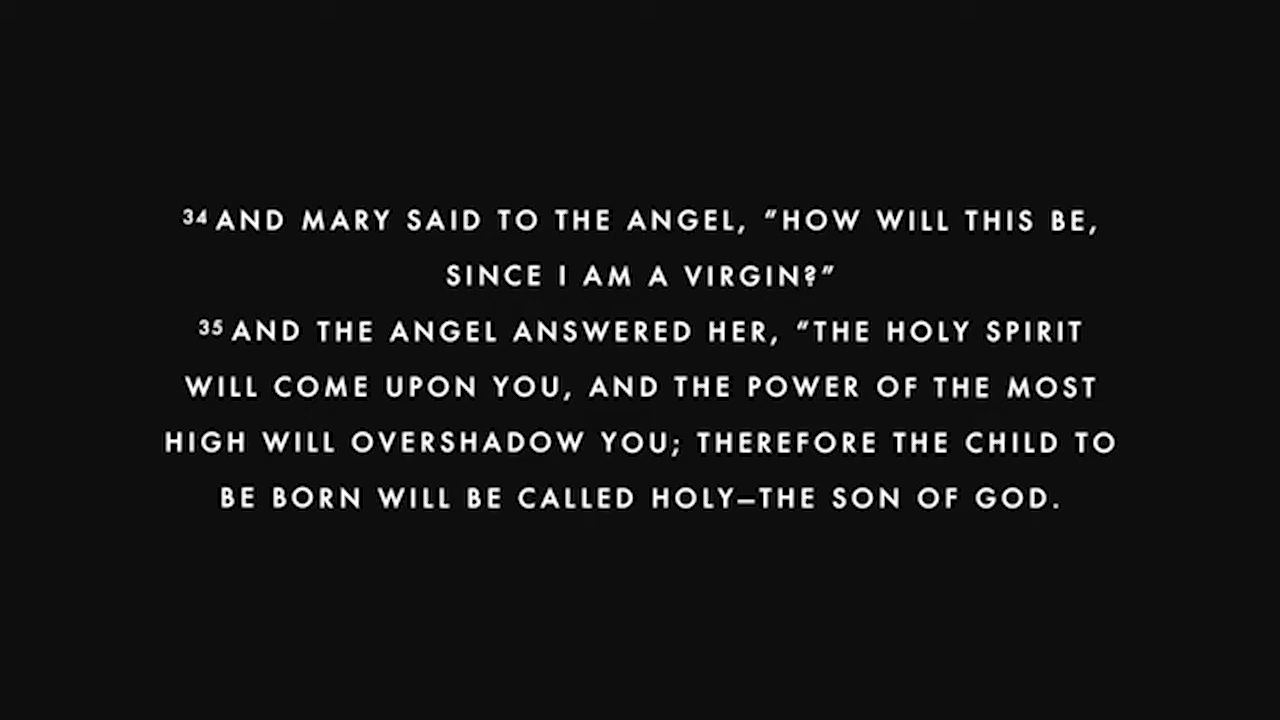 34 AND MARY SAID TO THE ANGEL, “HOW WILL THIS BE,
SINCE I AM A VIRGIN?”
35 AND THE ANGEL ANSWERED HER, “THE HOLY SPIRIT
WILL COME UPON YOU, AND THE POWER OF THE MOST
HIGH WILL OVERSHADOW YOU; THEREFORE THE CHILD TO
BE BORN WILL BE CALLED HOLY—THE SON OF GOD.